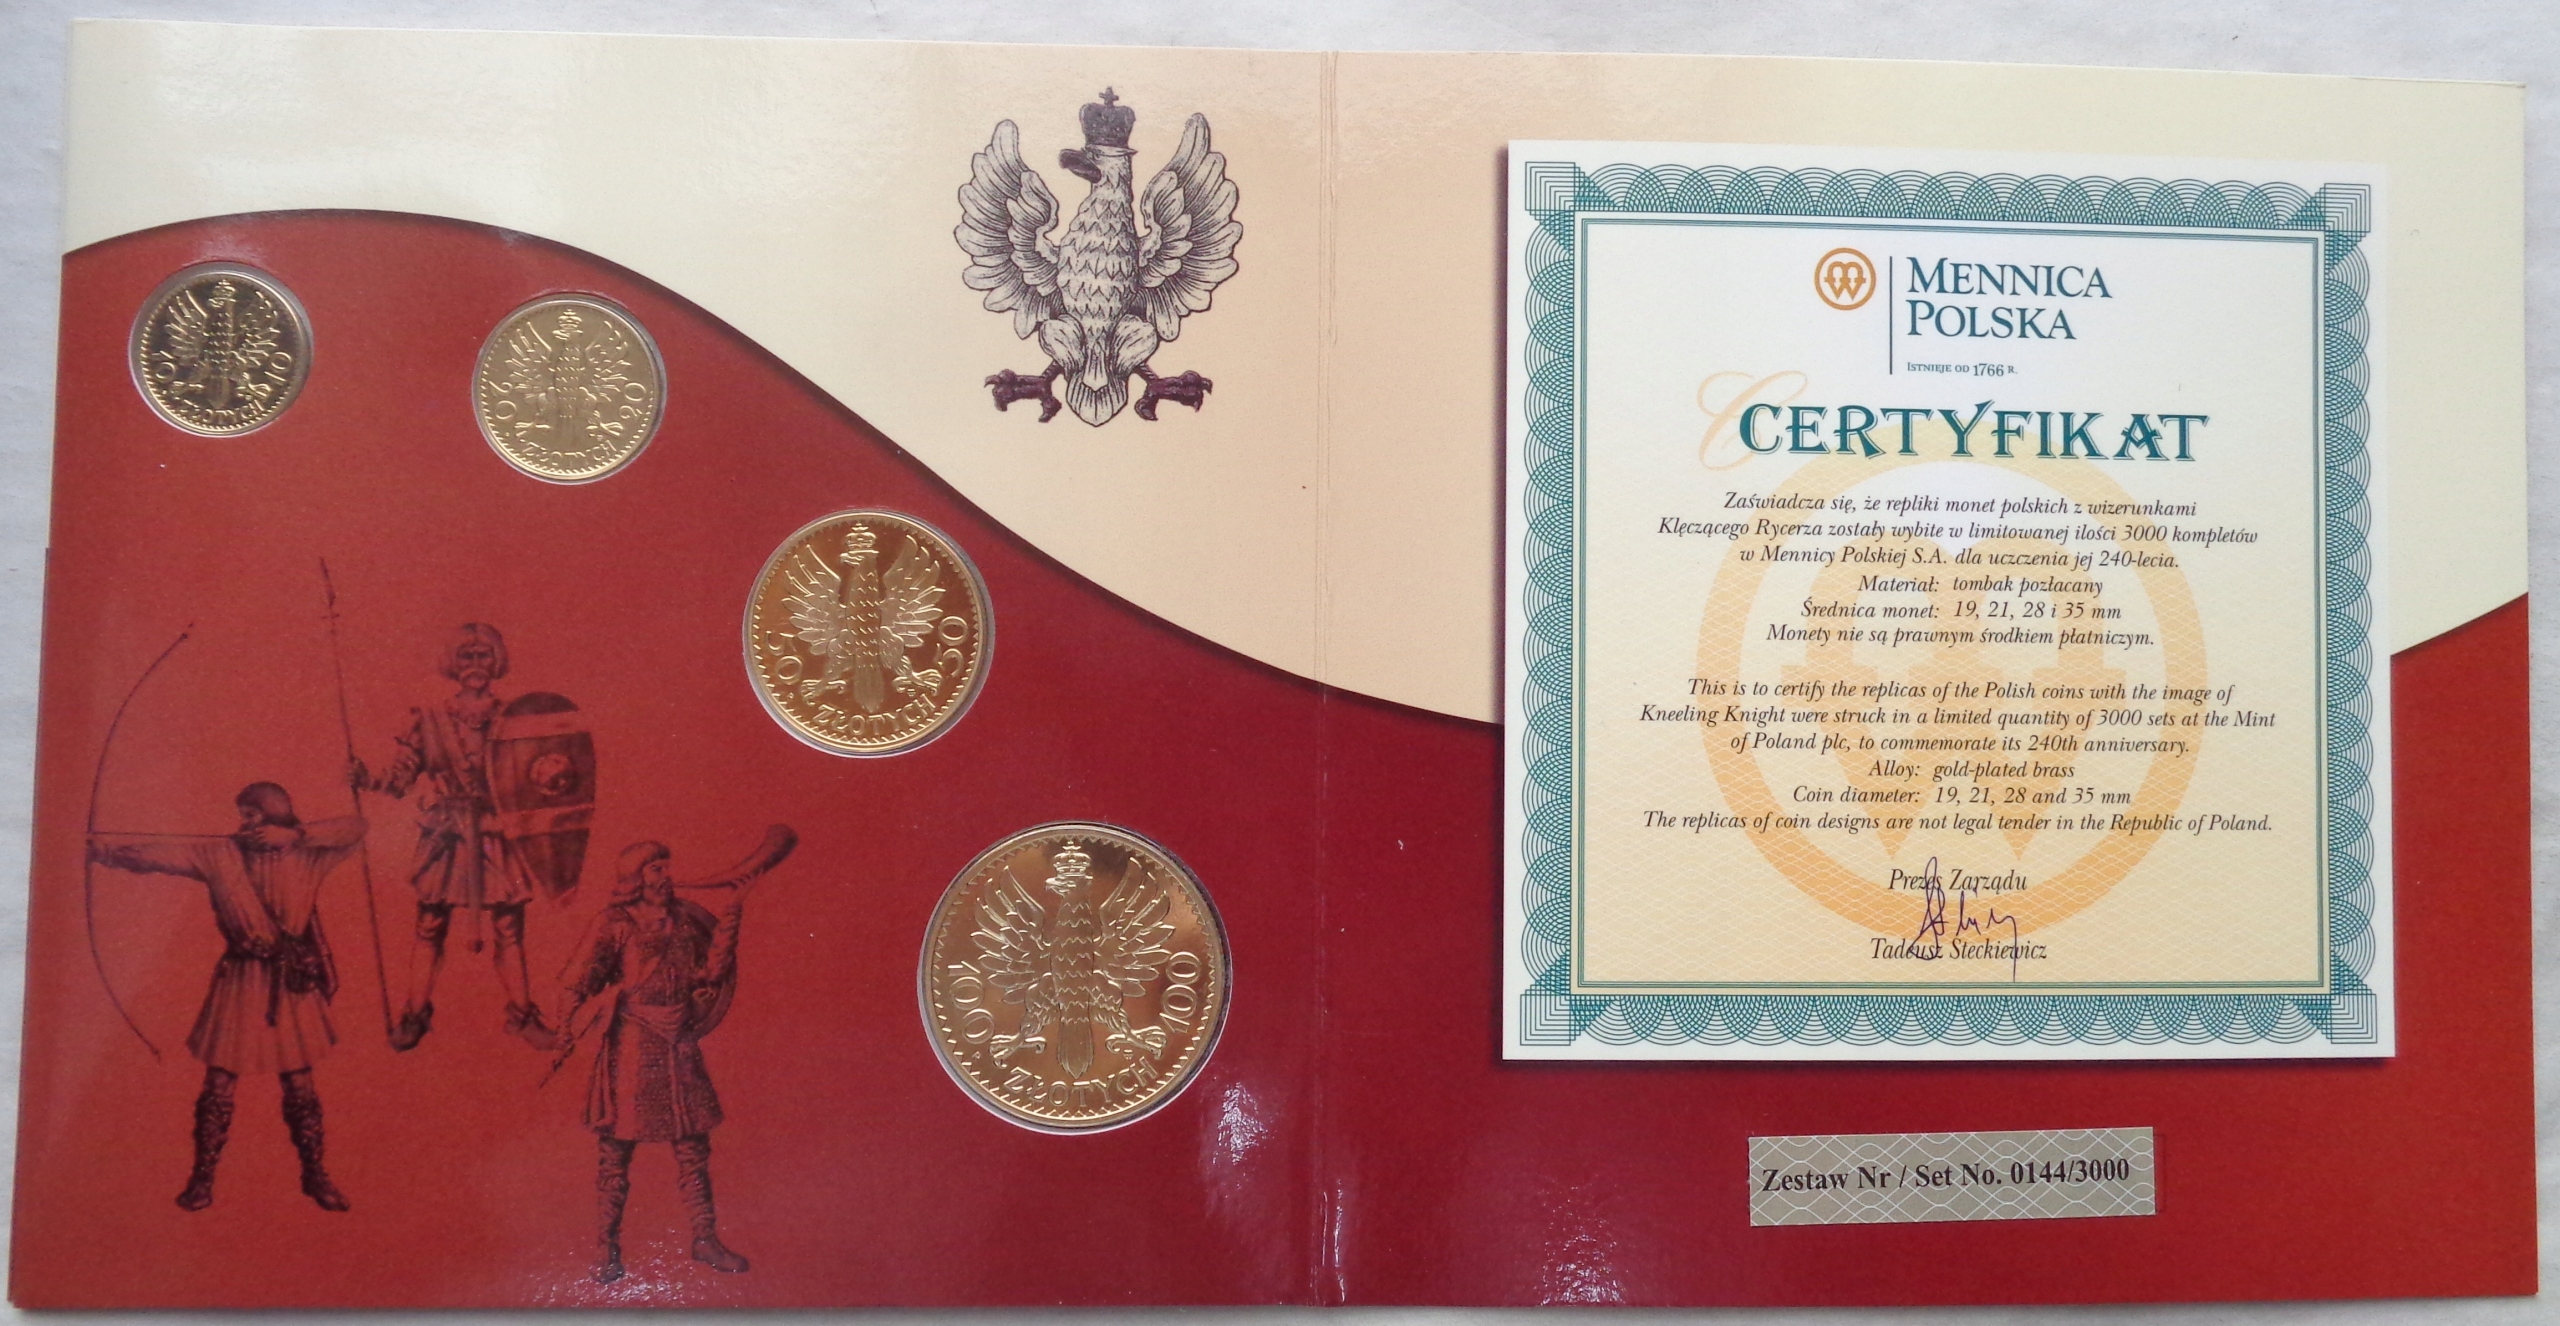 10 10
ZŁOTYCH
20 20
ZŁOTYCH
50 50
ZŁOTYCH
100 100
ZŁOTYCH
MENNICA
POLSKA
ISTNIEJE OD 1766 R.
CERTYFIKAT
Zaświadcza się, że repliki monet polskich z wizerunkami
Klęczącego Rycerza zostały wybite w limitowanej ilości 3000 kompletów
w Mennicy Polskiej S.A. dla uczczenia jej 240-lecia.
Materiał: tombak pozłacany
Średnica monet: 19, 21, 28 i 35 mm
Monety nie są prawnym środkiem płatniczym.
This is to certify the replicas of the Polish coins with the image of
Kneeling Knight were struck in a limited quantity of 3000 sets at the Mint
of Poland plc, to commemorate its 240th anniversary.
Alloy: gold-plated brass
Coin diameter: 19, 21, 28 and 35 mm
The replicas of coin designs are not legal tender in the Republic of Poland.
Prezes Zarządu
Tadeusz Steckiewicz
Zestaw Nr / Set No. 0144/3000